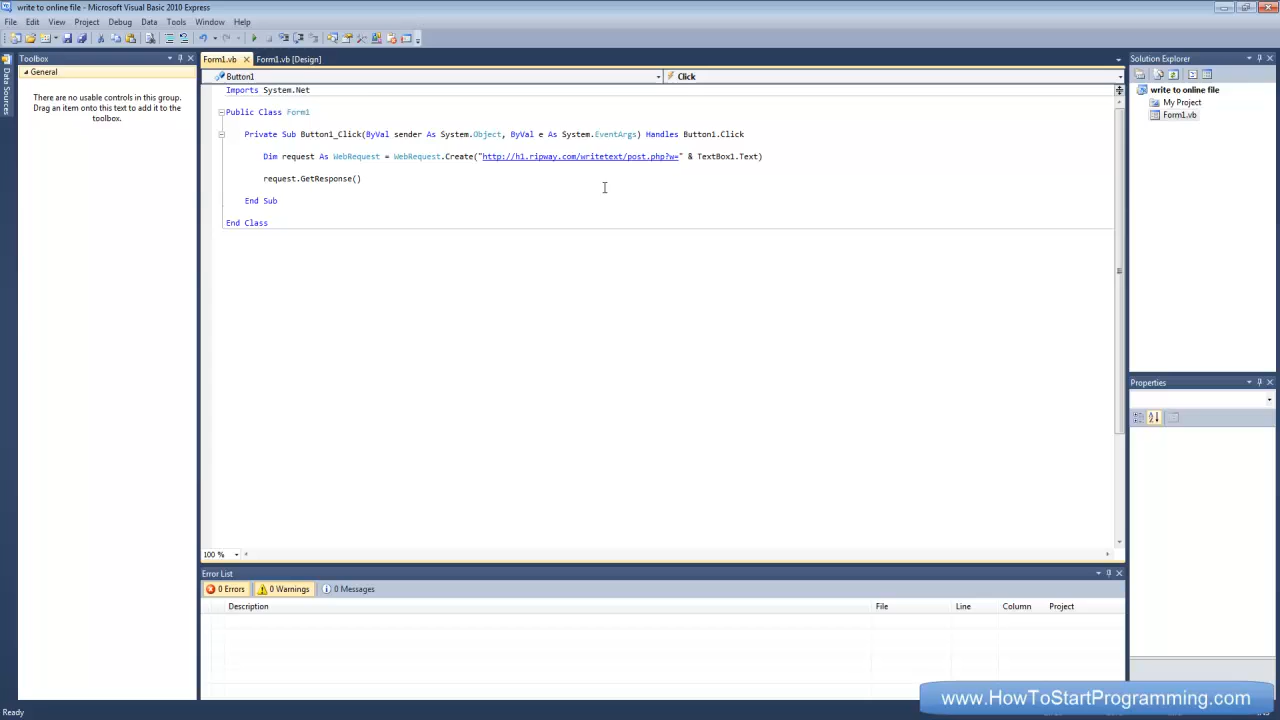 write to online file - Microsoft Visual Basic 2010 Express
File Edit View Project Debug Data Tools Window Help
Toolbox
General
There are no usable controls in this group.
Drag an item onto this text to add it to the
toolbox.
Data Sources
Form1.vb
Form1.vb [Design]
Button1
Click
Imports System.Net
Public Class Form1
Private Sub Button1_Click(ByVal sender As System.Object, ByVal e As System.EventArgs) Handles Button1.Click
Dim request As WebRequest = WebRequest.Create("http://h1.ripway.com/writetext/post.php?w=" & TextBox1.Text)
request.GetResponse()
End Sub
End Class
100 %
Solution Explorer
write to online file
My Project
Form1.vb
Properties
Error List
0 Errors
0 Warnings
0 Messages
Description File Line Column Project
Ready
www.HowToStartProgramming.com